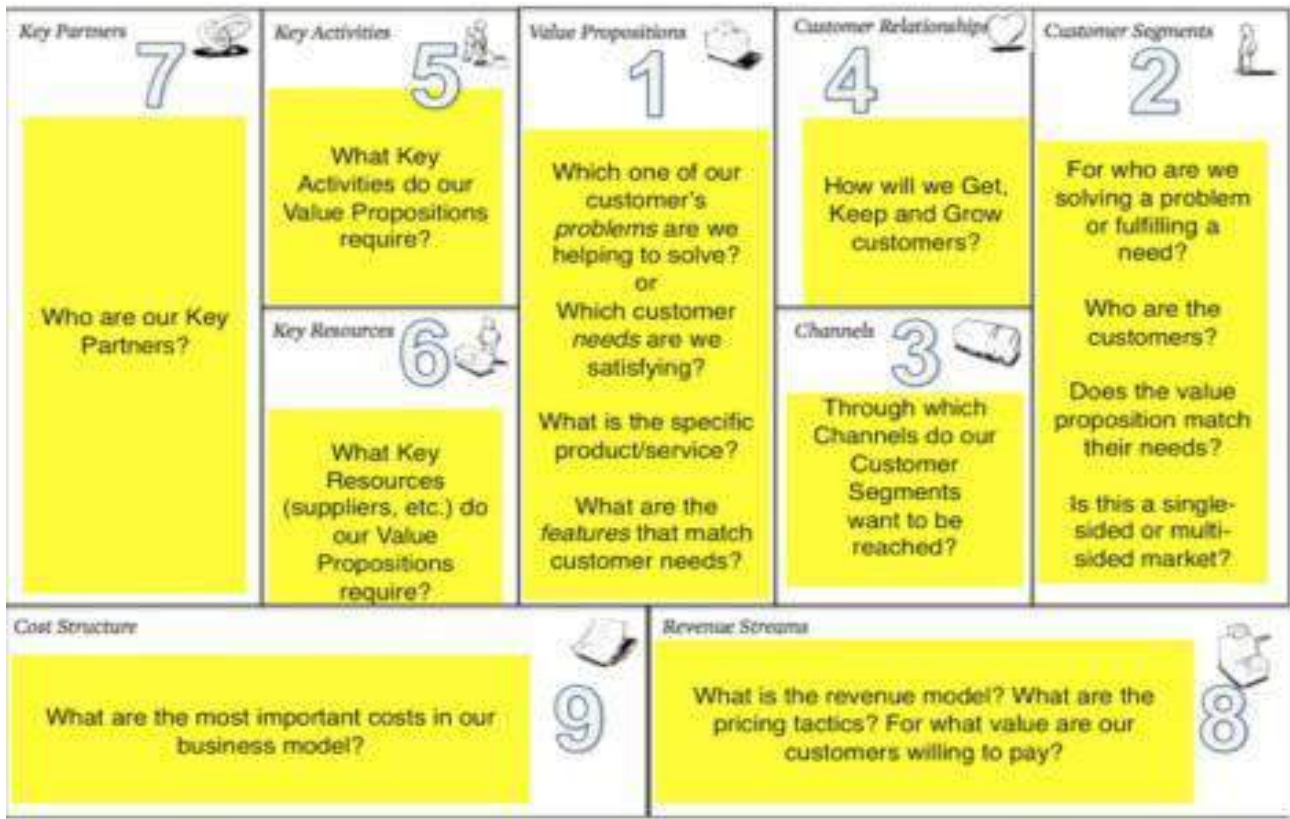 Key Partners
7
Who are our Key
Partners?
Key Activities
5
What Key
Activities do our
Value Propositions
require?
Key Resources
6
What Key
Resources
(suppliers, etc.) do
our Value
Propositions
require?
Value Propositions
1
Which one of our
customer's
problems are we
helping to solve?
or
Which customer
needs are we
satisfying?
What is the specific
product/service?
What are the
features that match
customer needs?
Customer Relationships
4
How will we Get,
Keep and Grow
customers?
Channels
3
Through which
Channels do our
Customer
Segments
want to be
reached?
Customer Segments
2
For who are we
solving a problem
or fulfilling a
need?
Who are the
customers?
Does the value
proposition match
their needs?
Is this a single-
sided or multi-
sided market?
Cost Structure
9
What are the most important costs in our
business model?
Revenue Streams
8
What is the revenue model? What are the
pricing tactics? For what value are our
customers willing to pay?